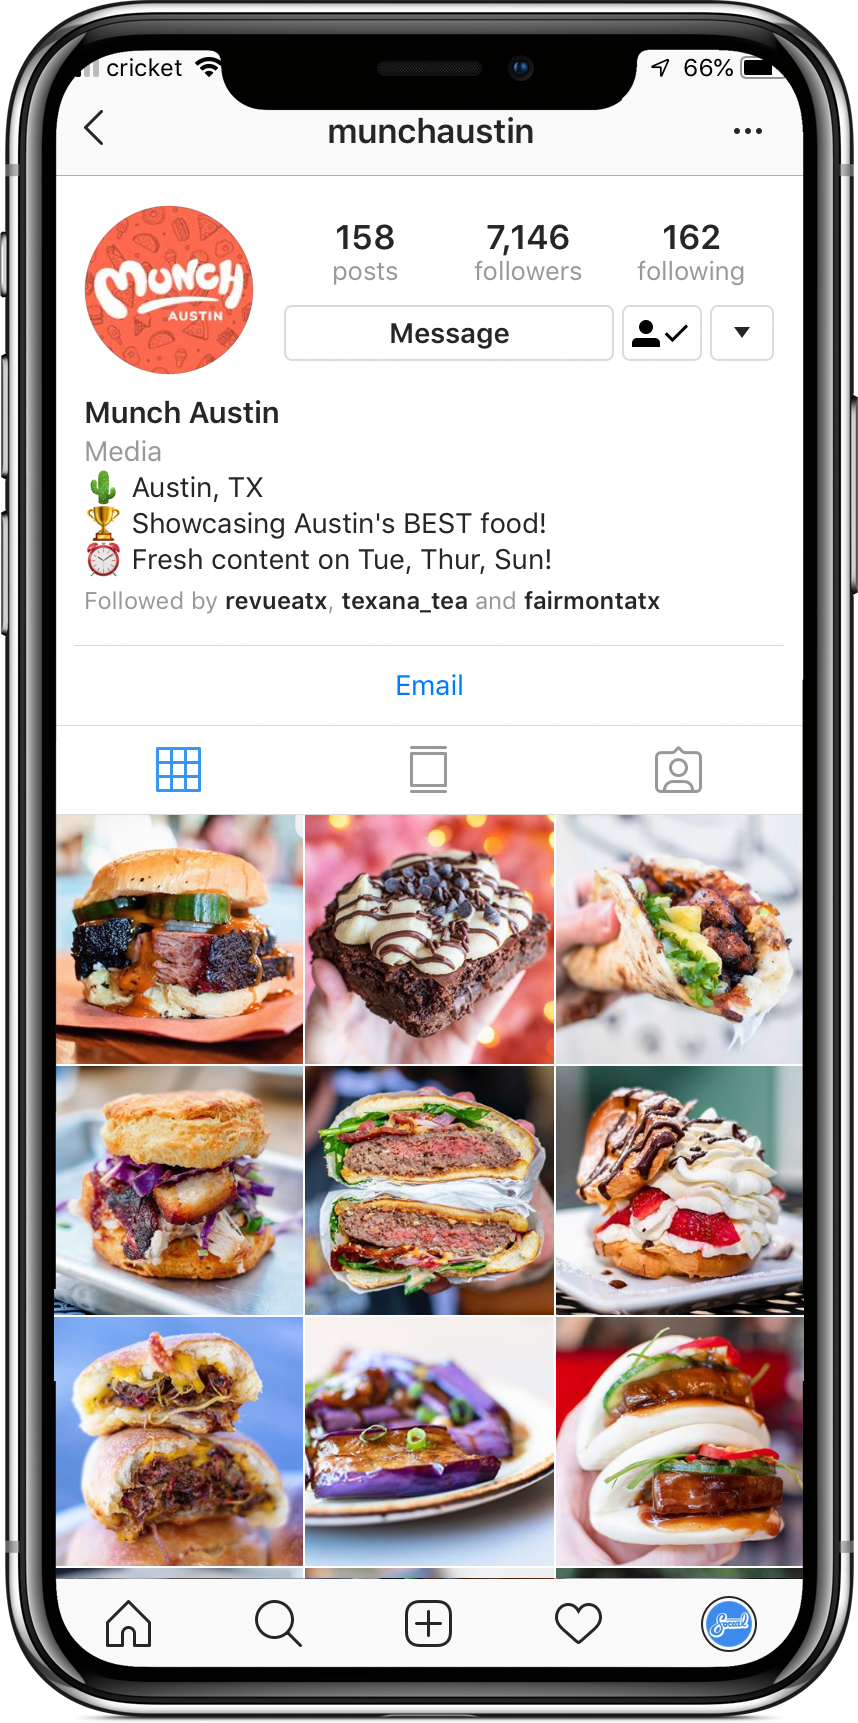 cricket 66%
munchaustin
MUNCH
AUSTIN
158 7,146 162
posts followers following
Message
Munch Austin
Media
🌵 Austin, TX
🏆 Showcasing Austin's BEST food!
⏰ Fresh content on Tue, Thur, Sun!
Followed by revueatx, texana_tea and fairmontatx
Email
Social